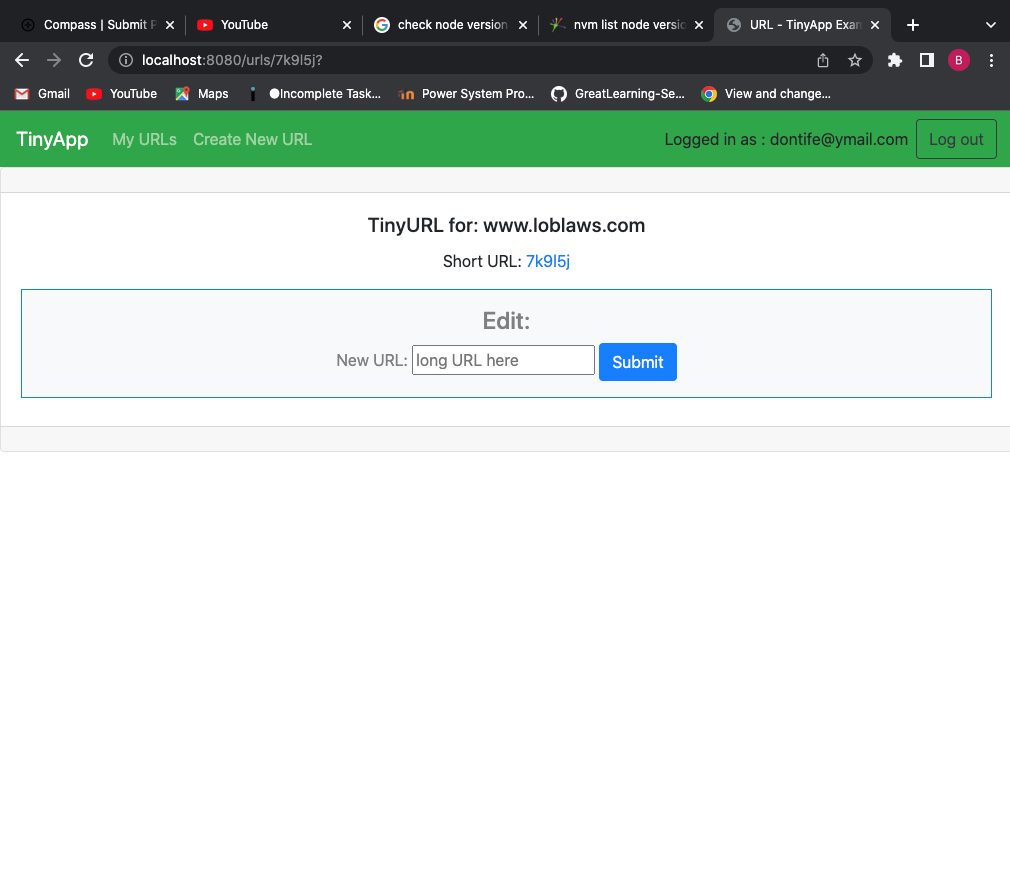 Compass | Submit P
YouTube
check node version
nvm list node versio
URL - TinyApp Exam
localhost:8080/urls/7k9l5j?
B
Gmail
YouTube
Maps
Incomplete Task...
Power System Pro...
GreatLearning-Se...
View and change...
TinyApp
My URLs
Create New URL
Logged in as : dontife@ymail.com
Log out
TinyURL for: www.loblaws.com
Short URL: 7k9l5j
Edit:
New URL: long URL here
Submit